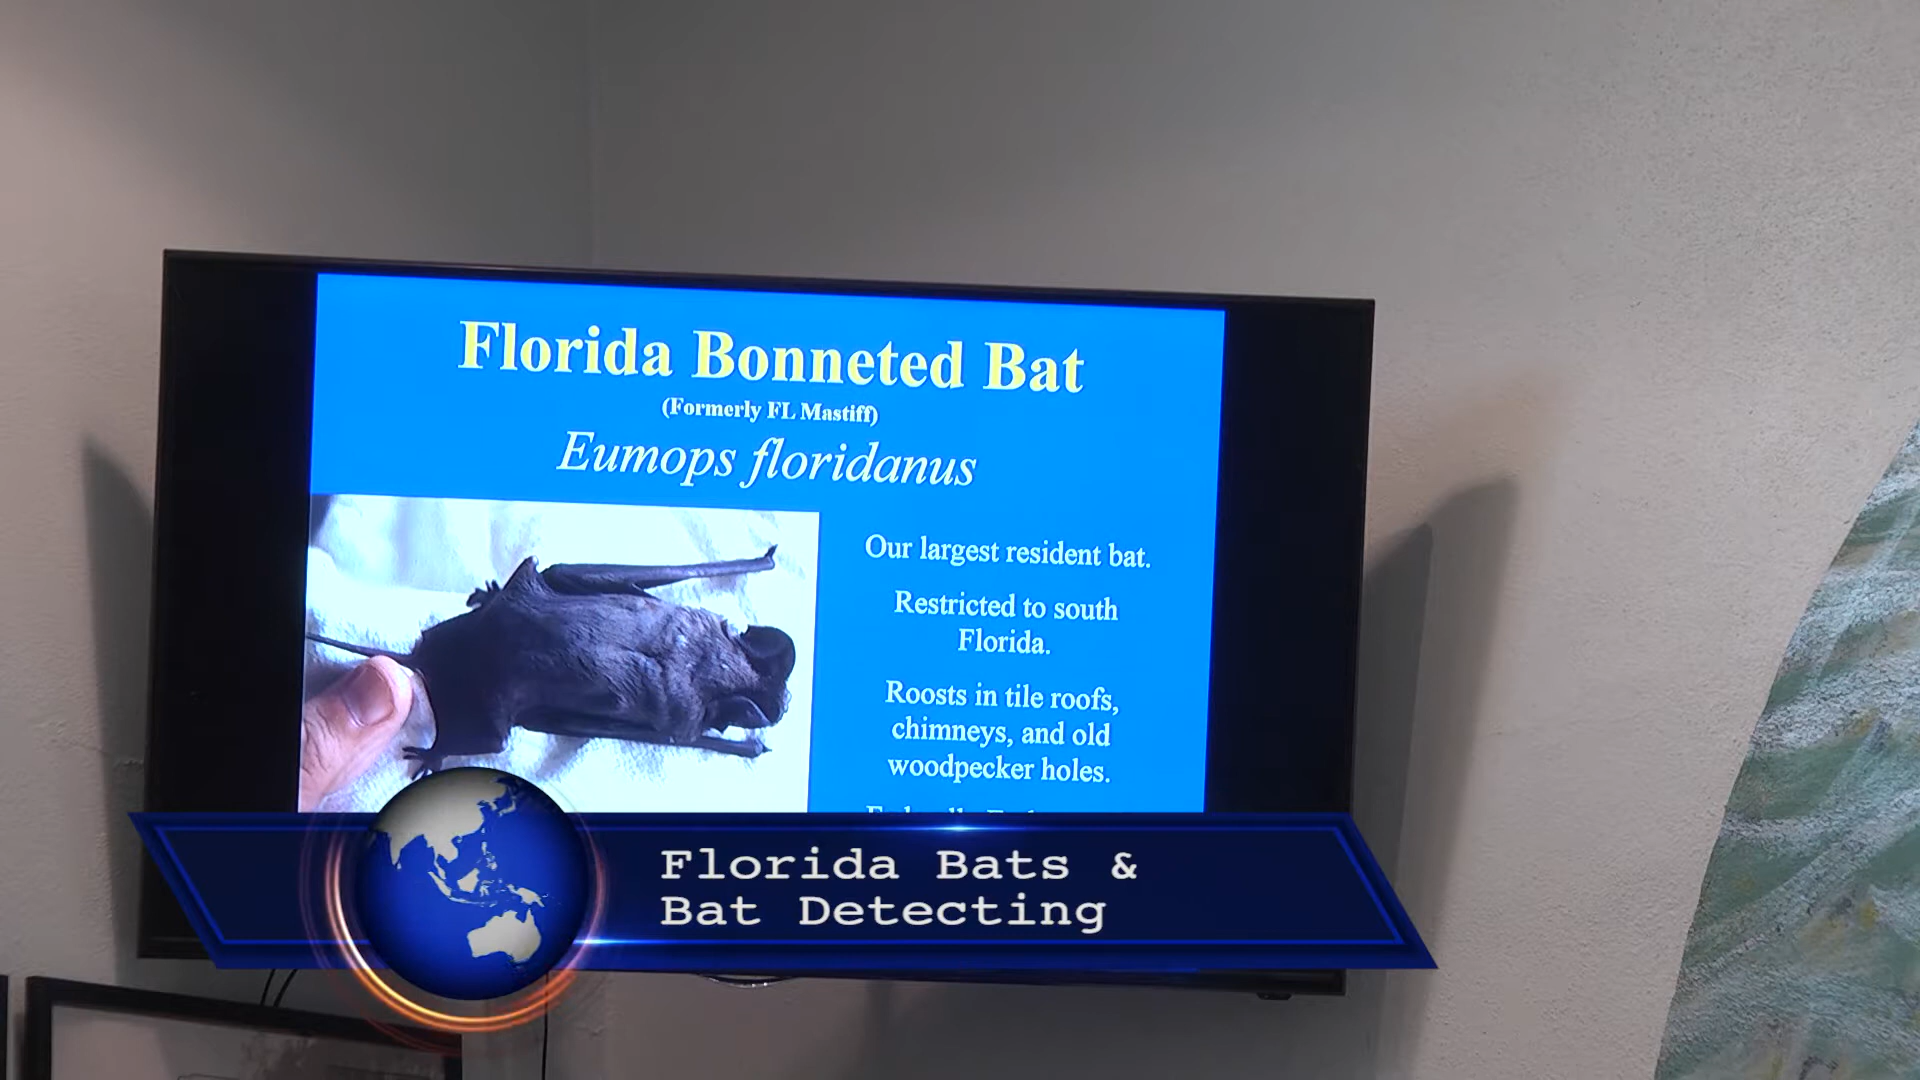 Florida Bonneted Bat
(Formerly FL Mastiff)
Eumops floridanus
Our largest resident bat.
Restricted to south
Florida.
Roosts in tile roofs,
chimneys, and old
woodpecker holes.
Florida Bats &
Bat Detecting